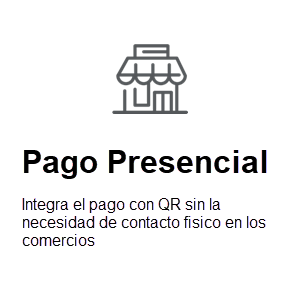 Pago Presencial
Integra el pago con QR sin la
necesidad de contacto fisico en los
comercios